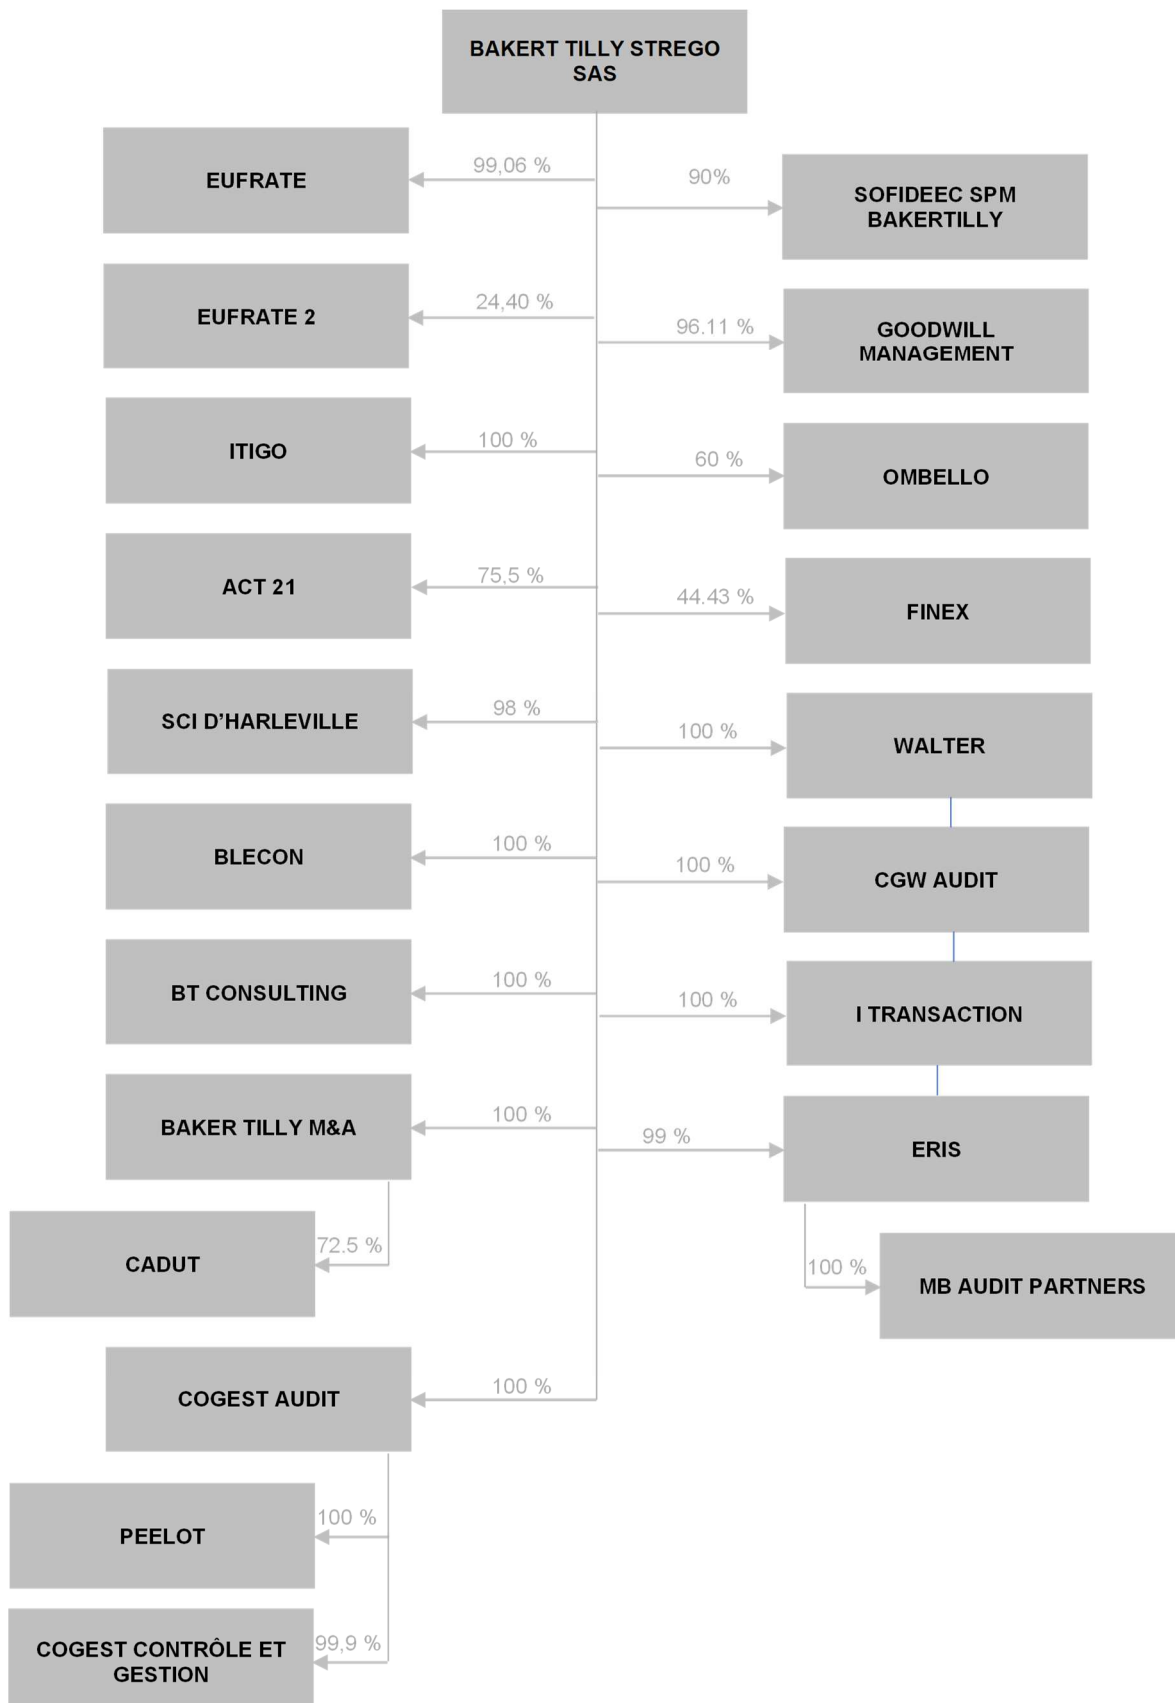 BAKERT TILLY STREGO
SAS
99,06 %
EUFRATE
90%
SOFIDEEC SPM
BAKERTILLY
24,40 %
EUFRATE 2
96.11 %
GOODWILL
MANAGEMENT
100 %
ITIGO
60 %
OMBELLO
75,5 %
ACT 21
44.43 %
FINEX
98 %
SCI D’HARLEVILLE
100 %
WALTER
100 %
BLECON
100 %
CGW AUDIT
100 %
BT CONSULTING
100 %
I TRANSACTION
100 %
BAKER TILLY M&A
99 %
ERIS
72.5 %
CADUT
100 %
MB AUDIT PARTNERS
100 %
COGEST AUDIT
100 %
PEELOT
99,9 %
COGEST CONTRÔLE ET
GESTION